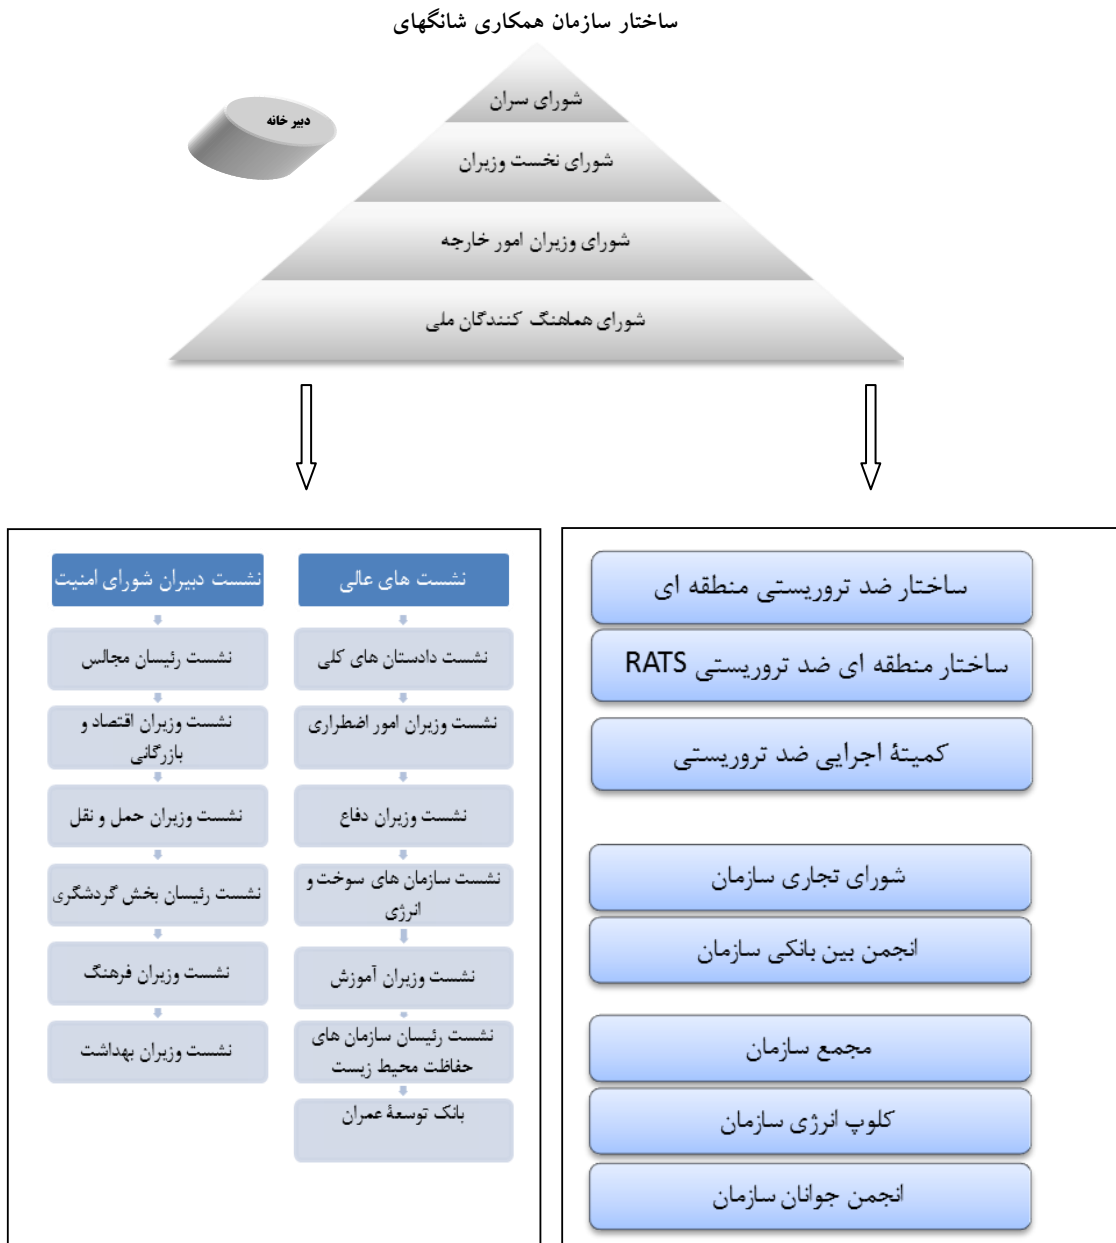 ساختار سازمان همکاری شانگهای
شورای سران
دبیر خانه
شورای نخست وزیران
شورای وزیران امور خارجه
شورای هماهنگ کنندگان ملی
ساختار ضد تروریستی منطقه ای
ساختار منطقه ای ضد تروریستی RATS
کمیتهٔ اجرایی ضد تروریستی
شورای تجاری سازمان
انجمن بین بانکی سازمان
مجمع سازمان
کلوپ انرژی سازمان
انجمن جوانان سازمان
نشست های عالی
نشست دادستان های کلی
نشست وزیران امور اضطراری
نشست وزیران دفاع
نشست سازمان های سوخت و
انرژی
نشست وزیران آموزش
نشست رئیسان سازمان های
حفاظت محیط زیست
بانک توسعهٔ عمران
نشست دبیران شورای امنیت
نشست رئیسان مجالس
نشست وزیران اقتصاد و
بازرگانی
نشست وزیران حمل و نقل
نشست رئیسان بخش گردشگری
نشست وزیران فرهنگ
نشست وزیران بهداشت